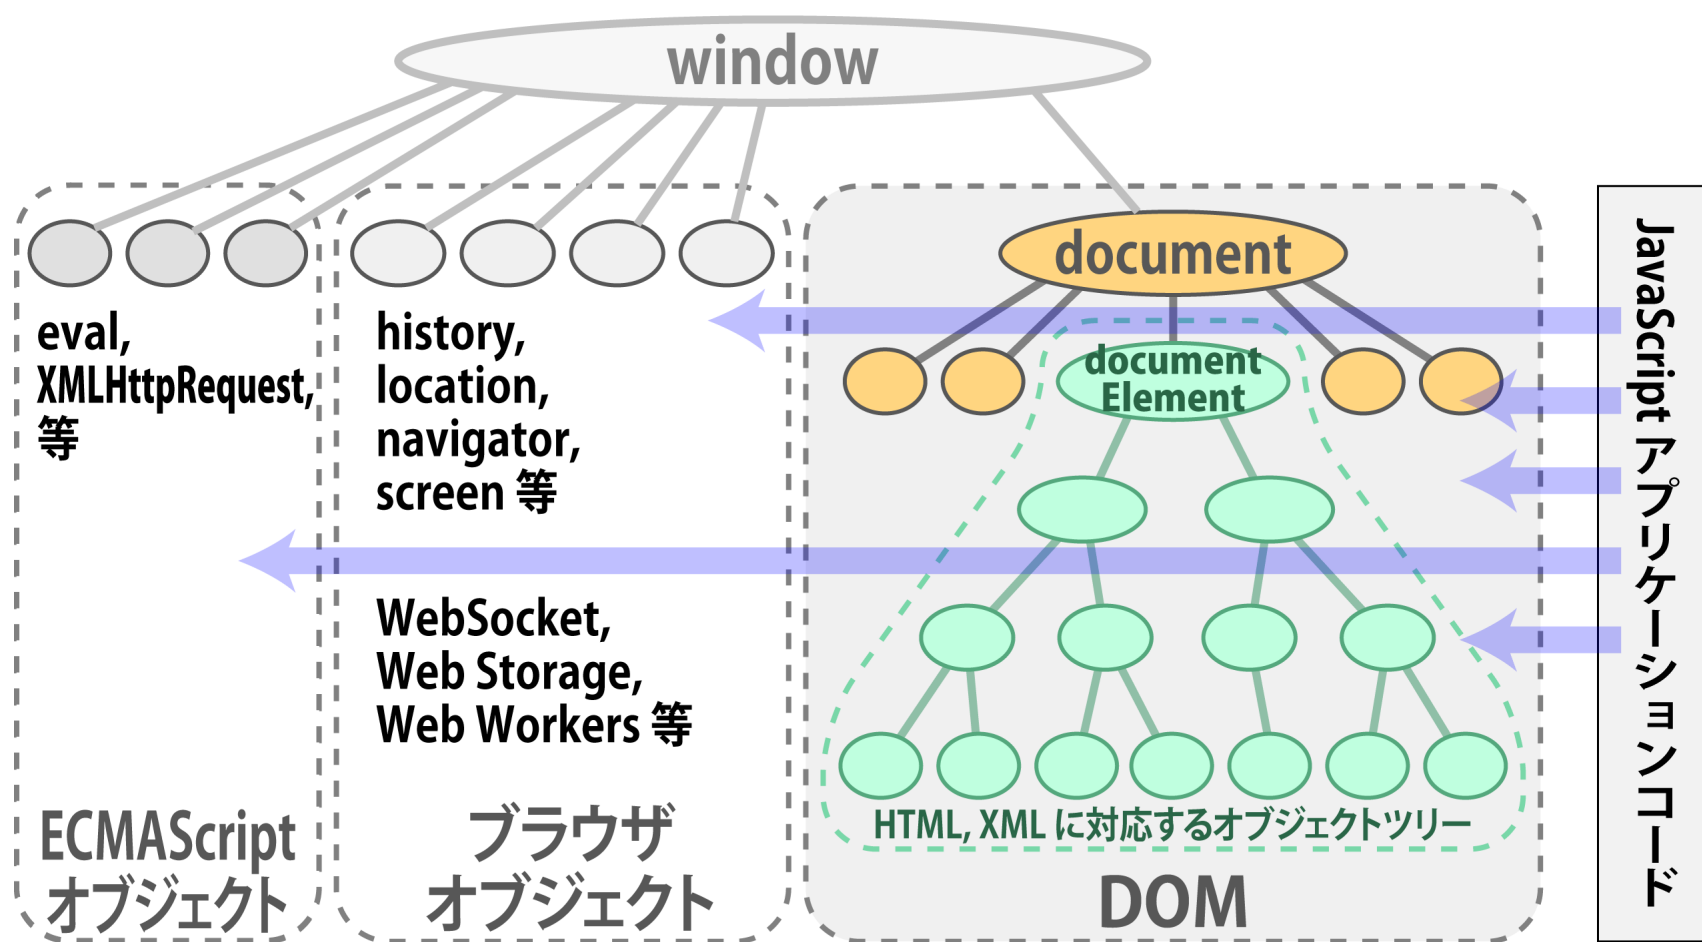 window
eval,
XMLHttpRequest,
等
ECMAScript
オブジェクト
history,
location,
navigator,
screen 等
WebSocket,
Web Storage,
Web Workers 等
ブラウザ
オブジェクト
document
document
Element
HTML, XML に対応するオブジェクトツリー
DOM
JavaScript アプリケーションコード